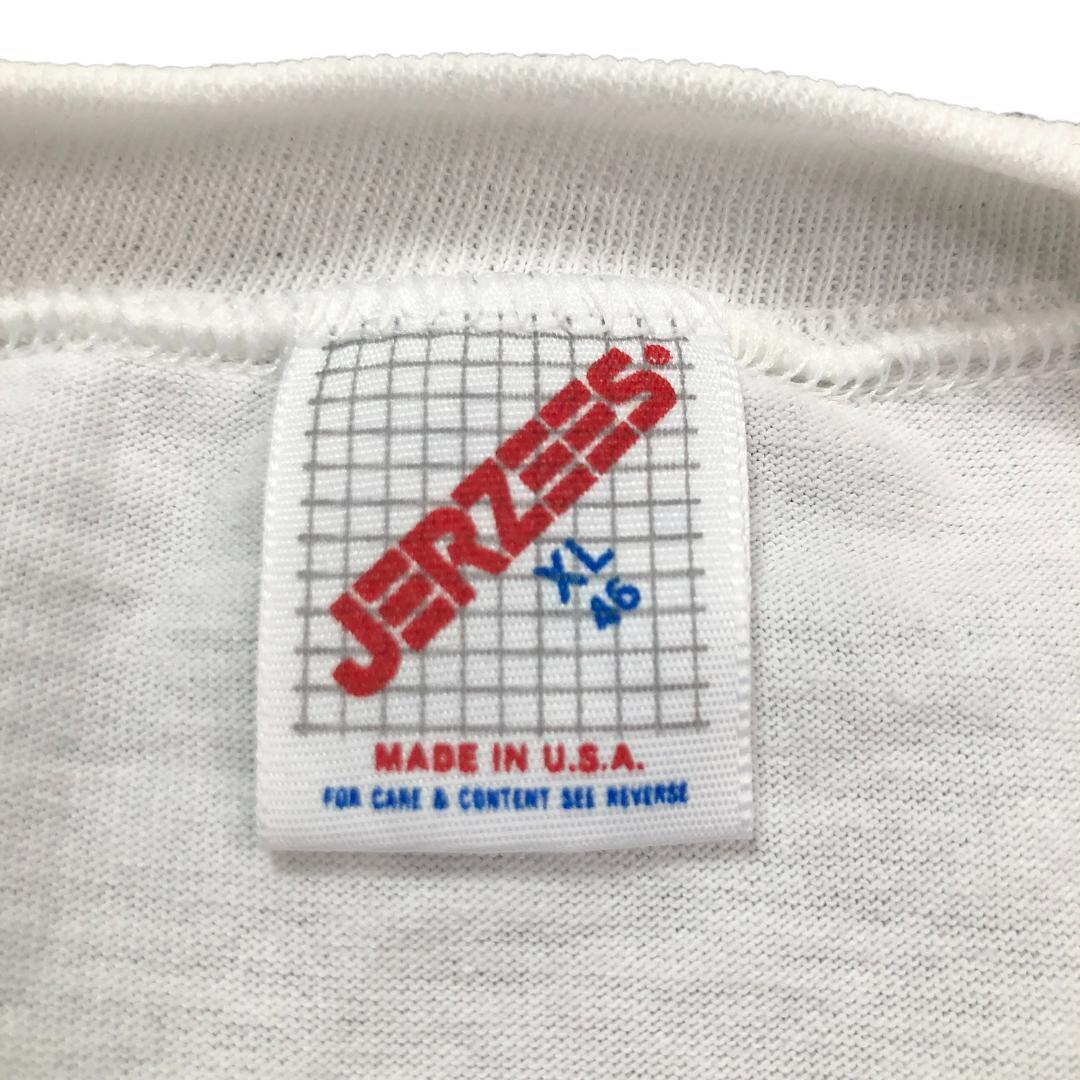 JERZEES
XL
46
MADE IN U.S.A.
FOR CARE & CONTENT SEE REVERSE